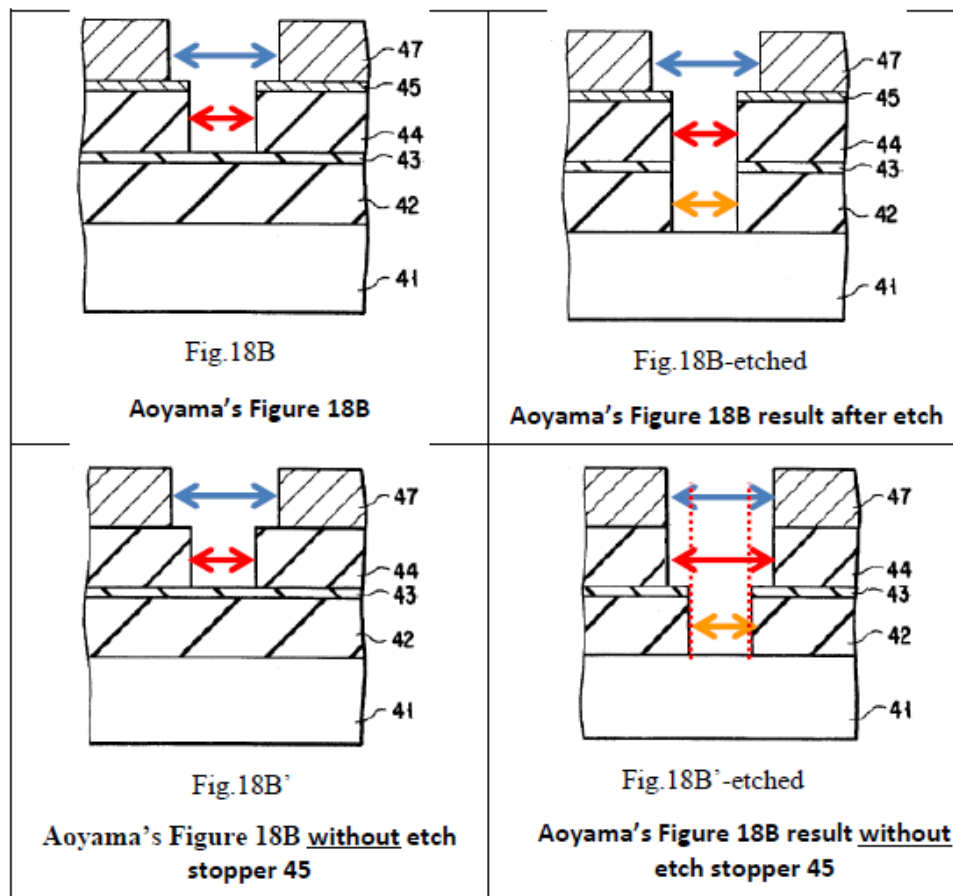 47
45
44
43
42
41
Fig.18B
Aoyama's Figure 18B
47
45
44
43
42
41
Fig.18B-etched
Aoyama's Figure 18B result after etch
47
44
43
42
41
Fig.18B'
Aoyama's Figure 18B without etch
stopper 45
47
44
43
42
41
Fig.18B`-etched
Aoyama's Figure 18B result without
etch stopper 45